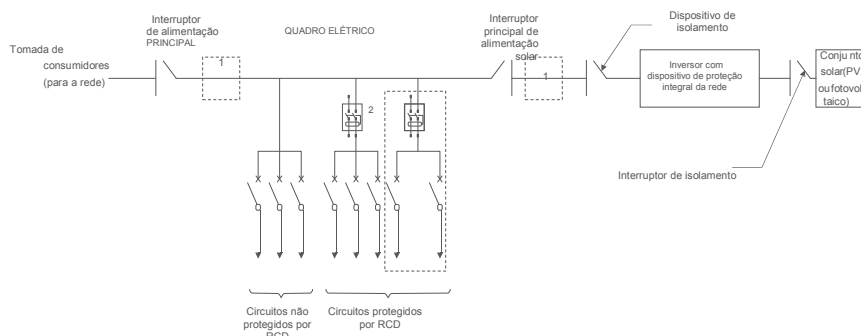 Tomada de
consumidores
(para a rede)
Interruptor
de alimentação
PRINCIPAL
1
QUADRO ELÉTRICO
2
Interruptor
principal de
alimentação
solar
1
Dispositivo de
isolamento
Inversor com
dispositivo de proteção
integral da rede
Conjunto
solar(PV
ou fotovol
taico)
Interruptor de isolamento
Circuitos não
protegidos por
RCD
Circuitos protegidos
por RCD